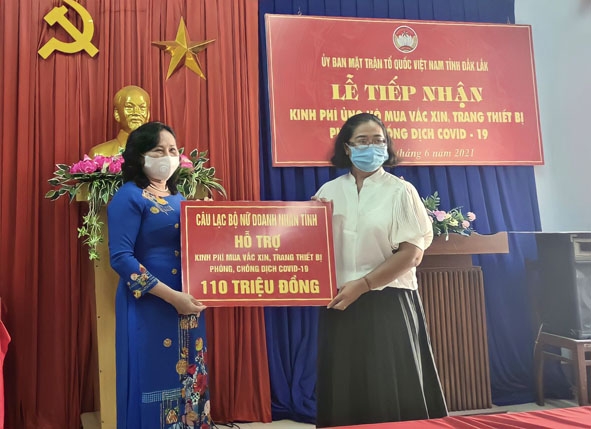 ỦY BAN MẶT TRẬN TỔ QUỐC VIỆT NAM TỈNH ĐẮK LẮK
LỄ TIẾP NHẬN
KINH PHÍ ỦNG HỘ MUA VẮC XIN, TRANG THIẾT BỊ
PHÒNG, CHỐNG DỊCH COVID - 19
tháng 6 năm 2021
CÂU LẠC BỘ NỮ DOANH NHÂN TỈNH
HỖ TRỢ
KINH PHÍ MUA VẮC XIN, TRANG THIẾT BỊ
PHÒNG, CHỐNG DỊCH COVID-19
110 TRIỆU ĐỒNG